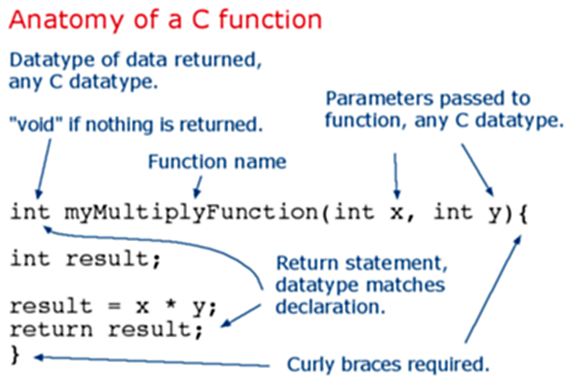 Anatomy of a C function
Datatype of data returned,
any C datatype.
"void" if nothing is returned.
Parameters passed to
function, any C datatype.
Function name
int myMultiplyFunction(int x, int y){
int result;
Return statement,
datatype matches
declaration.
result = x * y;
return result;
}
Curly braces required.